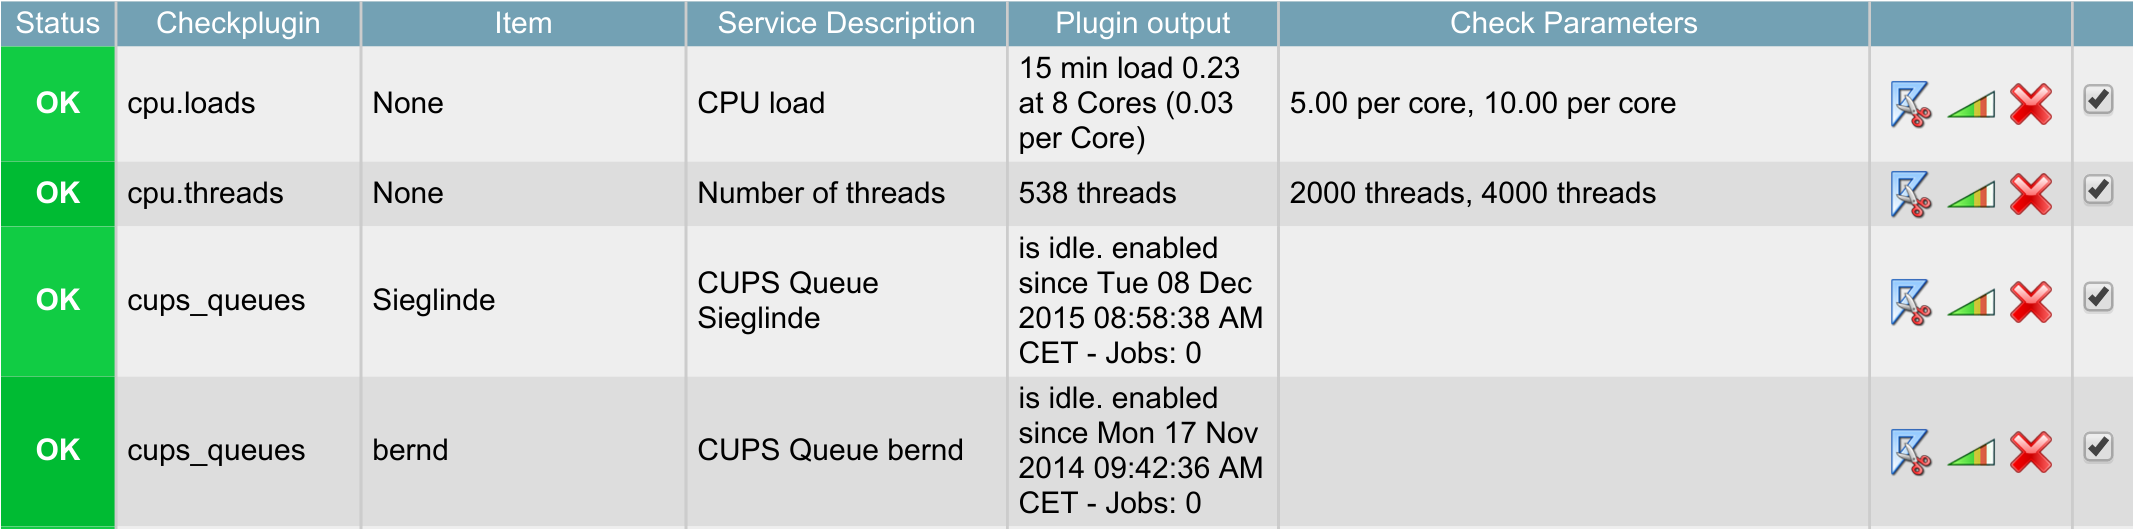 Status Checkplugin Item Service Description Plugin output Check Parameters
OK cpu.loads None CPU load 15 min load 0.23 at 8 Cores (0.03 per Core) 5.00 per core, 10.00 per core
OK cpu.threads None Number of threads 538 threads 2000 threads, 4000 threads
OK cups_queues Sieglinde CUPS Queue Sieglinde is idle. enabled since Tue 08 Dec 2015 08:58:38 AM CET - Jobs: 0
OK cups_queues bernd CUPS Queue bernd is idle. enabled since Mon 17 Nov 2014 09:42:36 AM CET - Jobs: 0